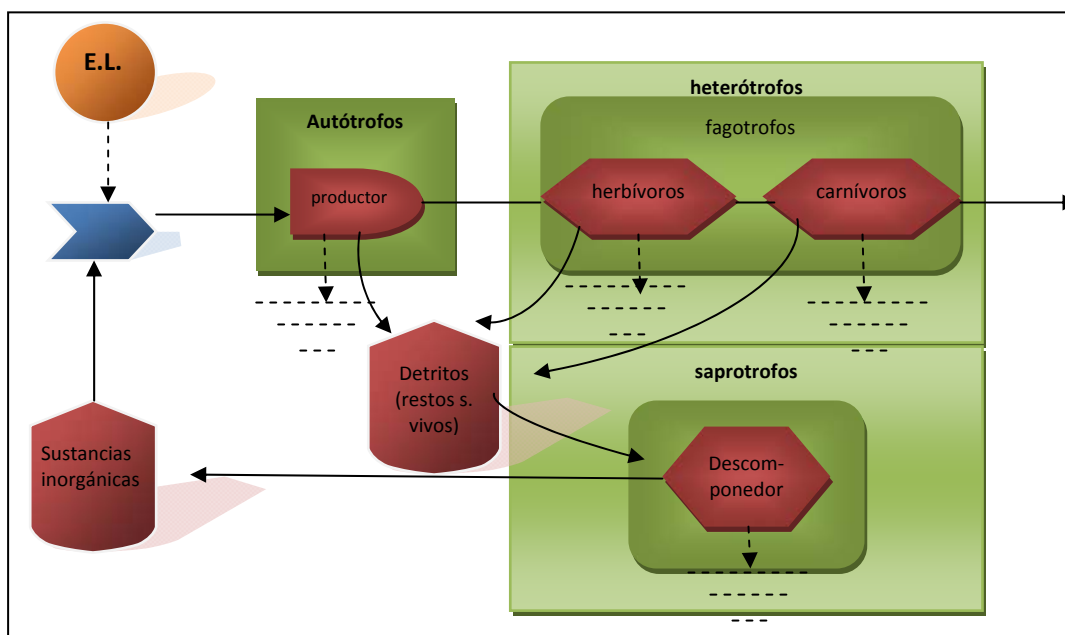 E.L.
heterótrofos
Autótrofos
fagotrofos
productor
herbívoros
carnívoros
Detritos
(restos s.
vivos)
saprotrofos
Sustancias
inorgánicas
Descom-
ponedor